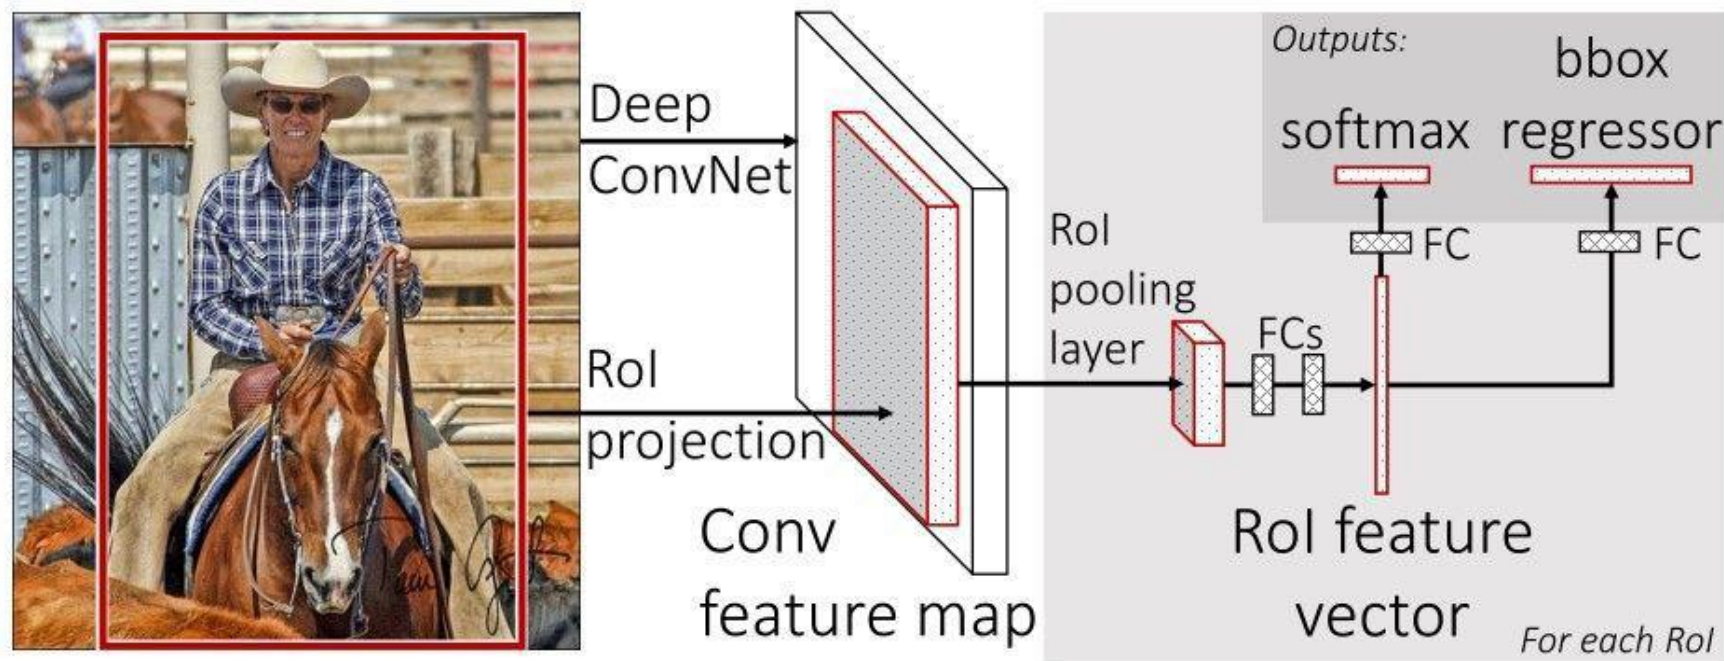 Deep
ConvNet
RoI
projection
Conv
feature map
RoI
pooling
layer
FCs
Outputs:
softmax
bbox
regressor
FC
FC
RoI feature
vector
For each RoI